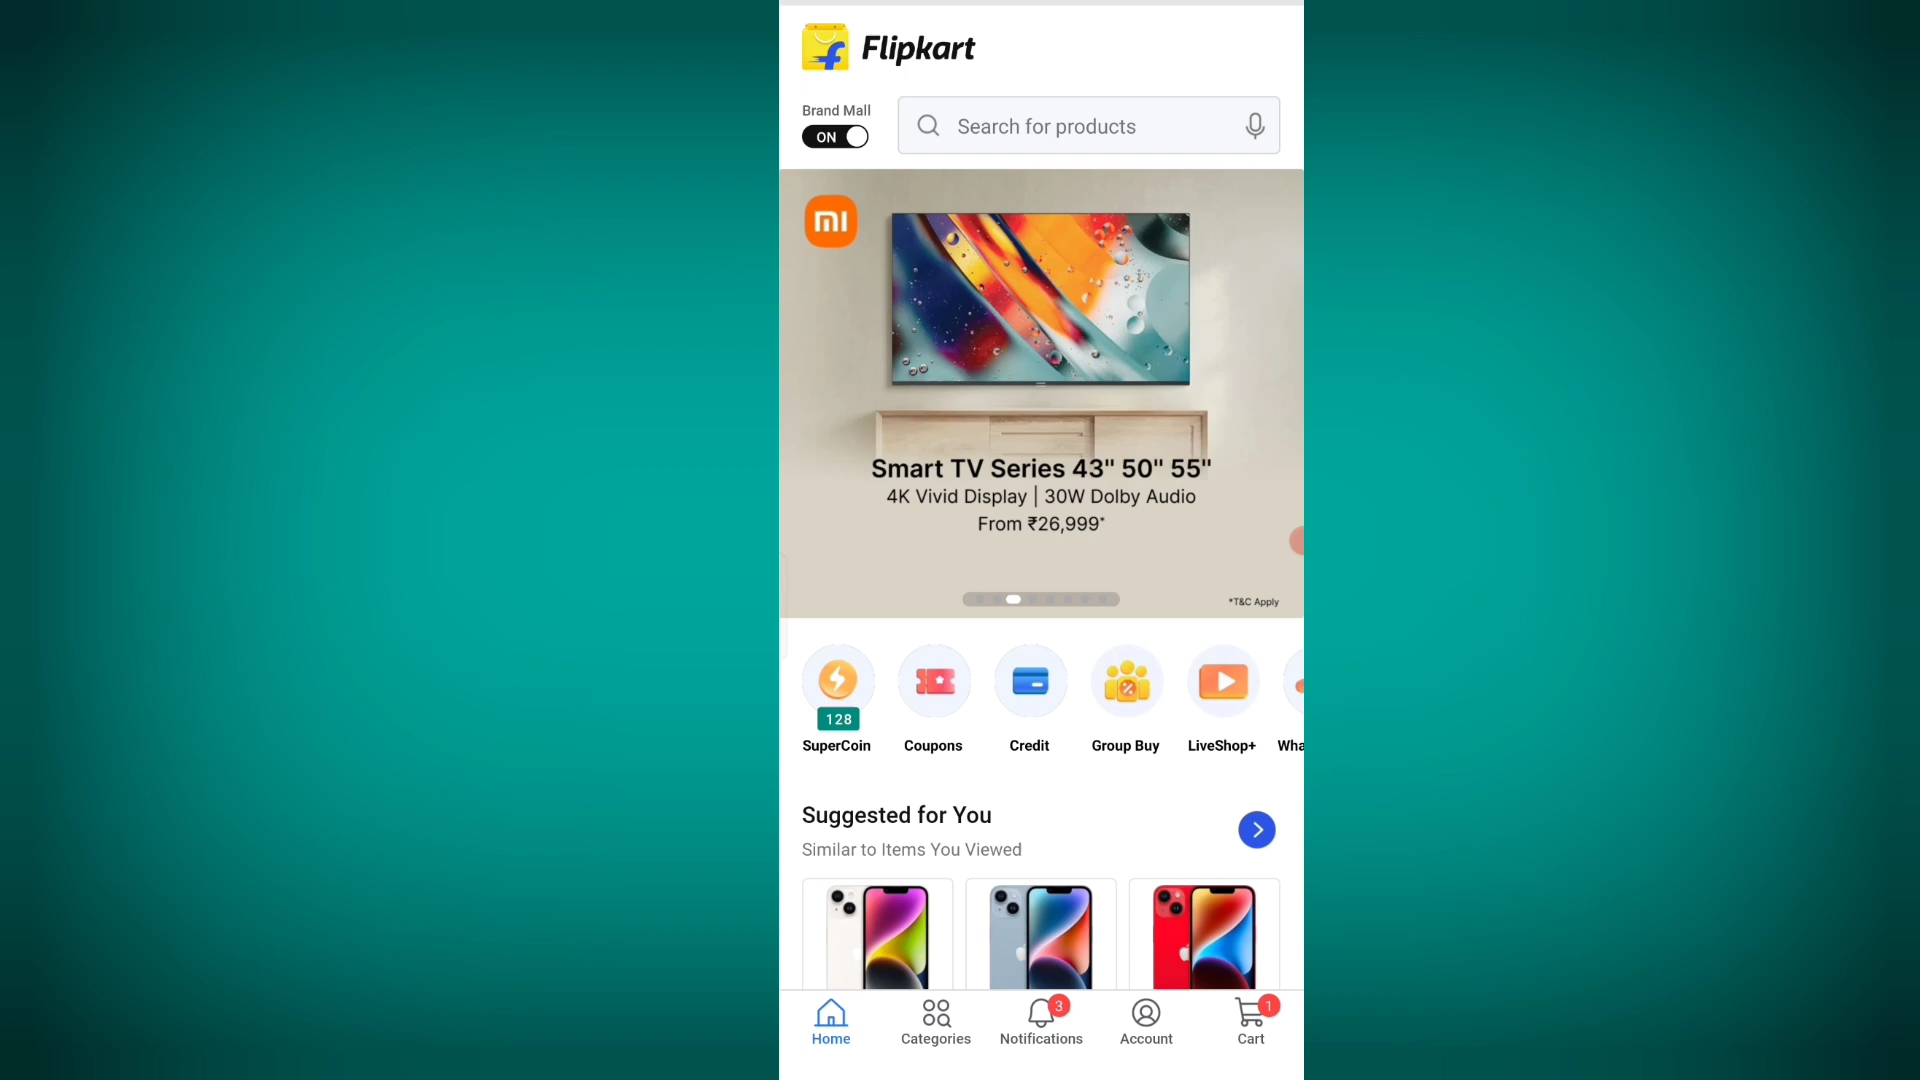 Flipkart
Brand Mall
ON
Search for products
mi
Smart TV Series 43" 50" 55"
4K Vivid Display | 30W Dolby Audio
From ₹26,999*
*T&C Apply
128
SuperCoin
Coupons
Credit
Group Buy
LiveShop+
Wha
Suggested for You
Similar to Items You Viewed
3
1
Home
Categories
Notifications
Account
Cart